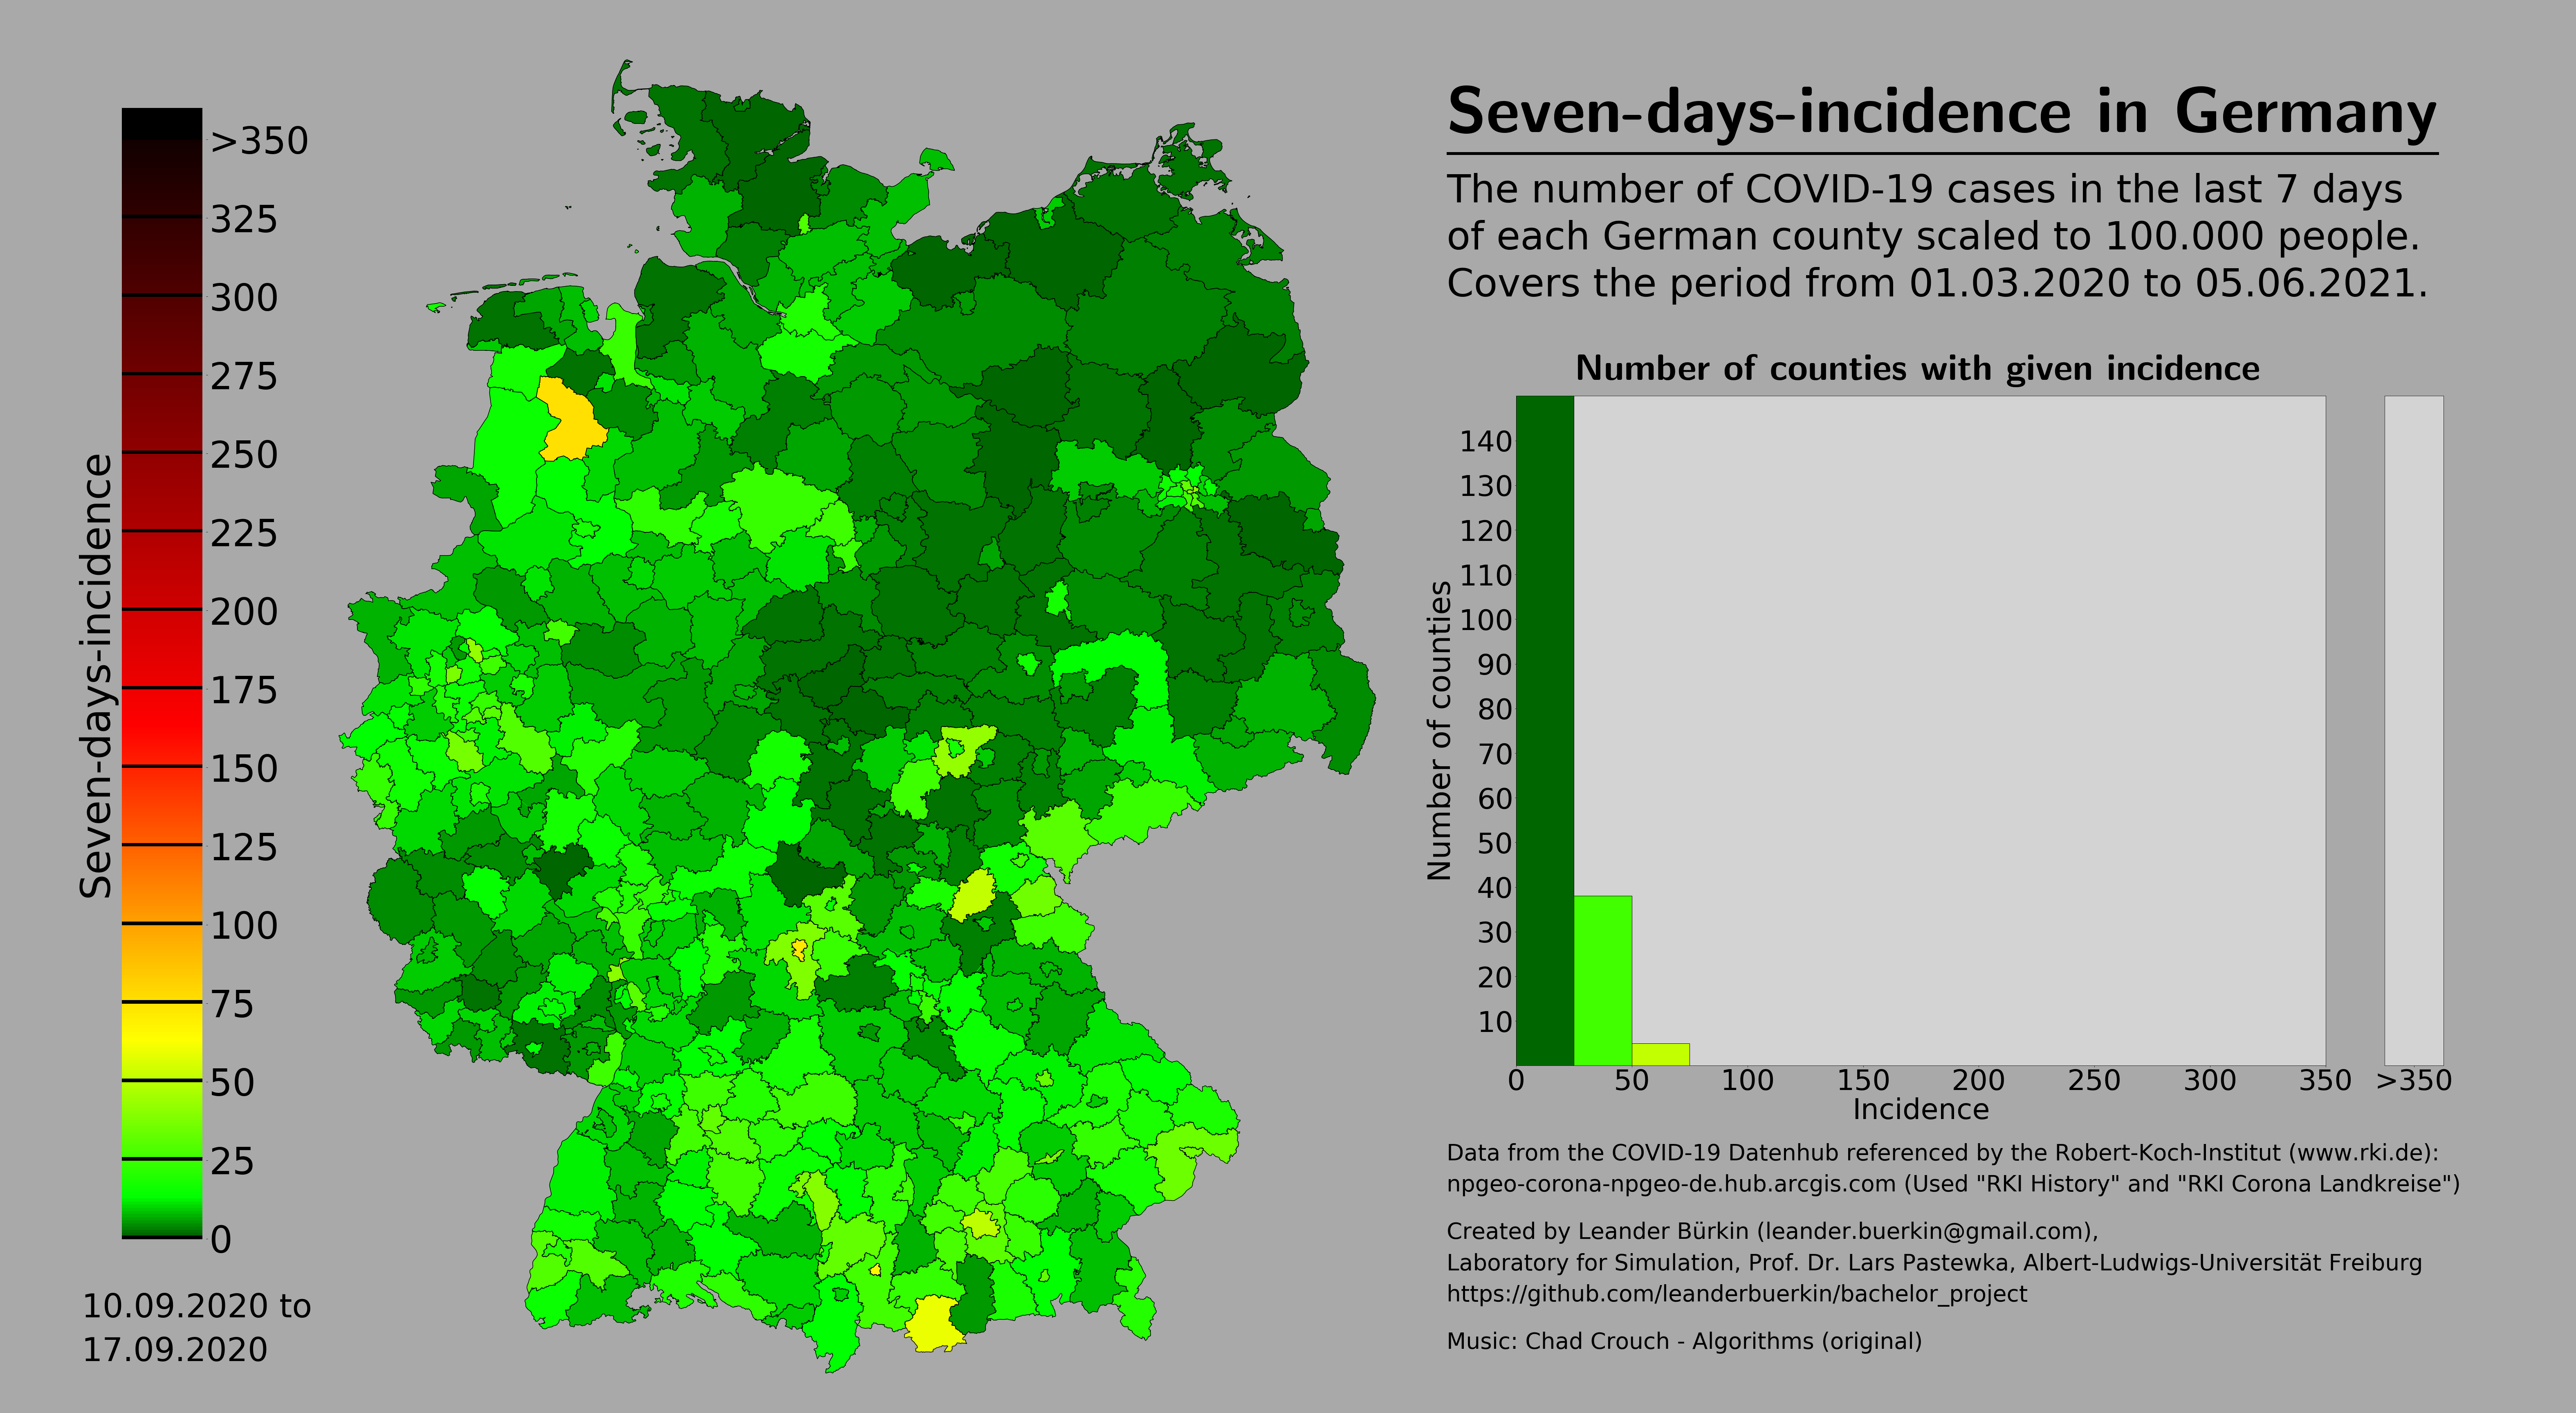 Seven-days-incidence in Germany
The number of COVID-19 cases in the last 7 days
of each German county scaled to 100.000 people.
Covers the period from 01.03.2020 to 05.06.2021.
Seven-days-incidence
>350
325
300
275
250
225
200
175
150
125
100
75
50
25
0
10.09.2020 to
17.09.2020
Number of counties with given incidence
Number of counties
140
130
120
110
100
90
80
70
60
50
40
30
20
10
0 50 100 150 200 250 300 350 >350
Incidence
Data from the COVID-19 Datenhub referenced by the Robert-Koch-Institut (www.rki.de):
npgeo-corona-npgeo-de.hub.arcgis.com (Used "RKI History" and "RKI Corona Landkreise")
Created by Leander Bürkin (leander.buerkin@gmail.com),
Laboratory for Simulation, Prof. Dr. Lars Pastewka, Albert-Ludwigs-Universität Freiburg
https://github.com/leanderbuerkin/bachelor_project
Music: Chad Crouch - Algorithms (original)